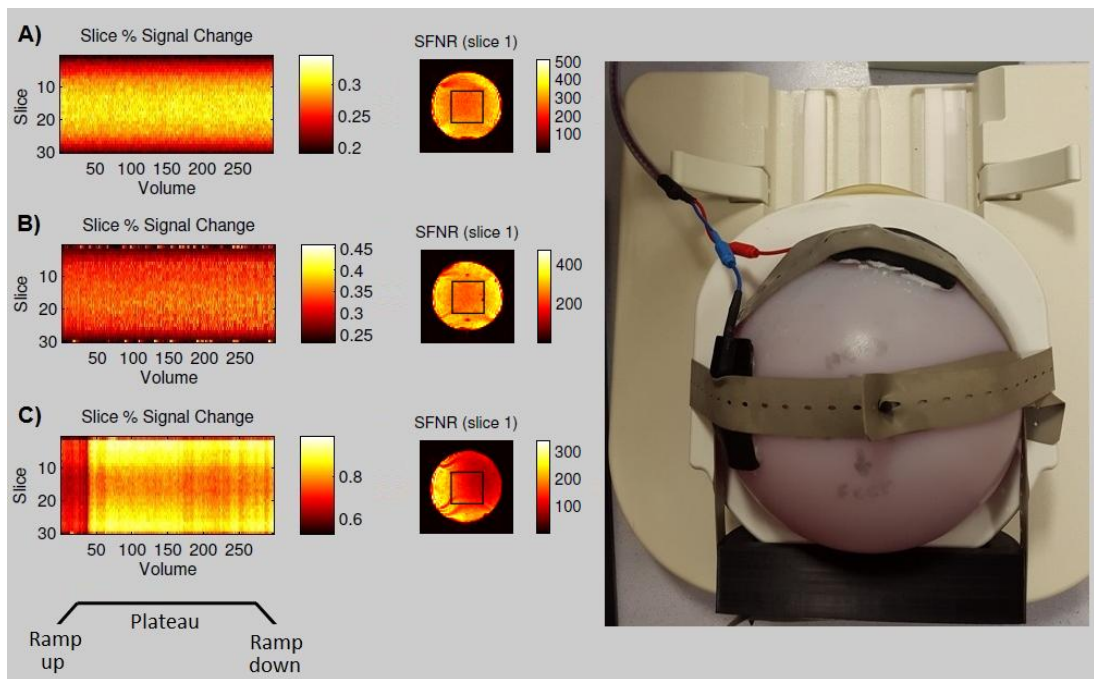 A)
Slice % Signal Change
Slice
10
20
30
50 100 150 200 250
Volume
0.3
0.25
0.2
SFNR (slice 1)
500
400
300
200
100
B)
Slice % Signal Change
Slice
10
20
30
50 100 150 200 250
Volume
0.45
0.4
0.35
0.3
0.25
SFNR (slice 1)
400
200
C)
Slice % Signal Change
Slice
10
20
30
50 100 150 200 250
Volume
0.8
0.6
SFNR (slice 1)
300
200
100
Ramp
up
Plateau
Ramp
down